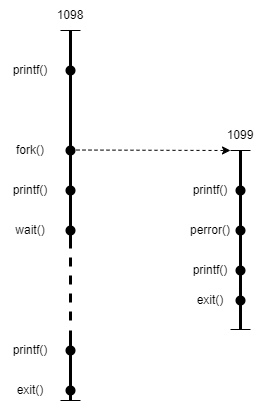 1098
printf()
fork()
1099
printf()
printf()
wait()
perror()
printf()
exit()
printf()
exit()